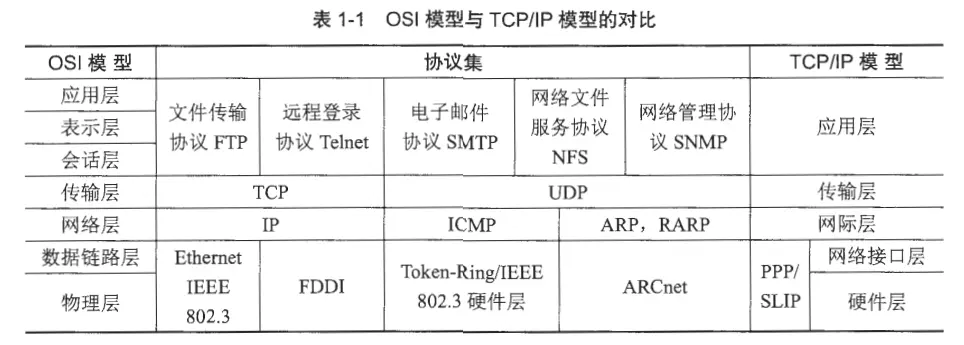 表 1-1 OSI 模型与 TCP/IP 模型的对比
OSI 模 型 协议集 TCP/IP 模 型
应用层
表示层
会话层
文件传输
协议 FTP
远程登录
协议 Telnet
电子邮件
协议 SMTP
网络文件
服务协议
NFS
网络管理协
议 SNMP
应用层
传输层 TCP UDP 传输层
网络层 IP ICMP ARP，RARP 网际层
数据链路层
物理层
Ethernet
IEEE
802.3
FDDI
Token-Ring/IEEE
802.3 硬件层
ARCnet
PPP/
SLIP
网络接口层
硬件层